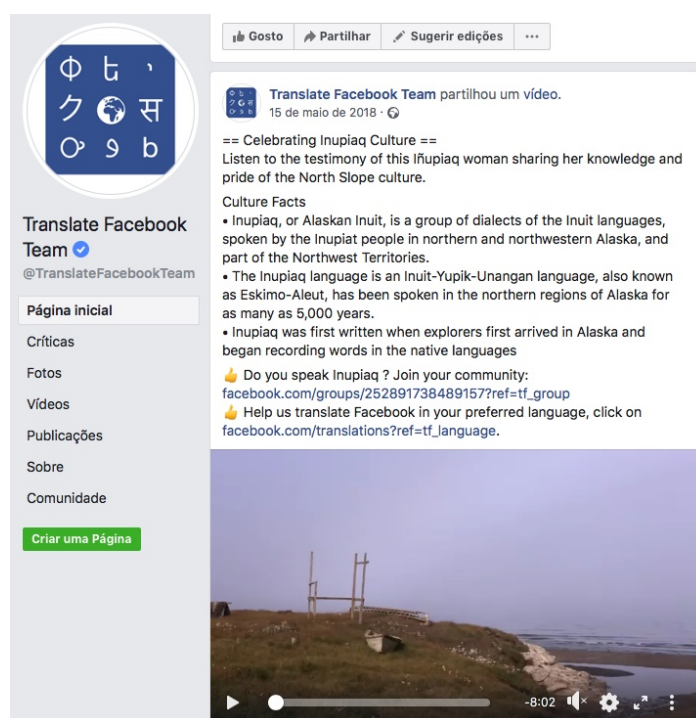 Φ Ե
ク स
b
Translate Facebook
Team
@TranslateFacebookTeam
Página inicial
Críticas
Fotos
Vídeos
Publicações
Sobre
Comunidade
Criar uma Página
Gosto Partilhar Sugerir edições ...
Translate Facebook Team partilhou um vídeo.
15 de maio de 2018 ·
== Celebrating Inupiaq Culture ==
Listen to the testimony of this Iñupiaq woman sharing her knowledge and
pride of the North Slope culture.
Culture Facts
• Inupiaq, or Alaskan Inuit, is a group of dialects of the Inuit languages,
spoken by the Inupiat people in northern and northwestern Alaska, and
part of the Northwest Territories.
• The Inupiaq language is an Inuit-Yupik-Unangan language, also known
as Eskimo-Aleut, has been spoken in the northern regions of Alaska for
as many as 5,000 years.
• Inupiaq was first written when explorers first arrived in Alaska and
began recording words in the native languages
👍 Do you speak Inupiaq ? Join your community:
facebook.com/groups/252891738489157?ref=tf_group
👍 Help us translate Facebook in your preferred language, click on
facebook.com/translations?ref=tf_language.
-8:02